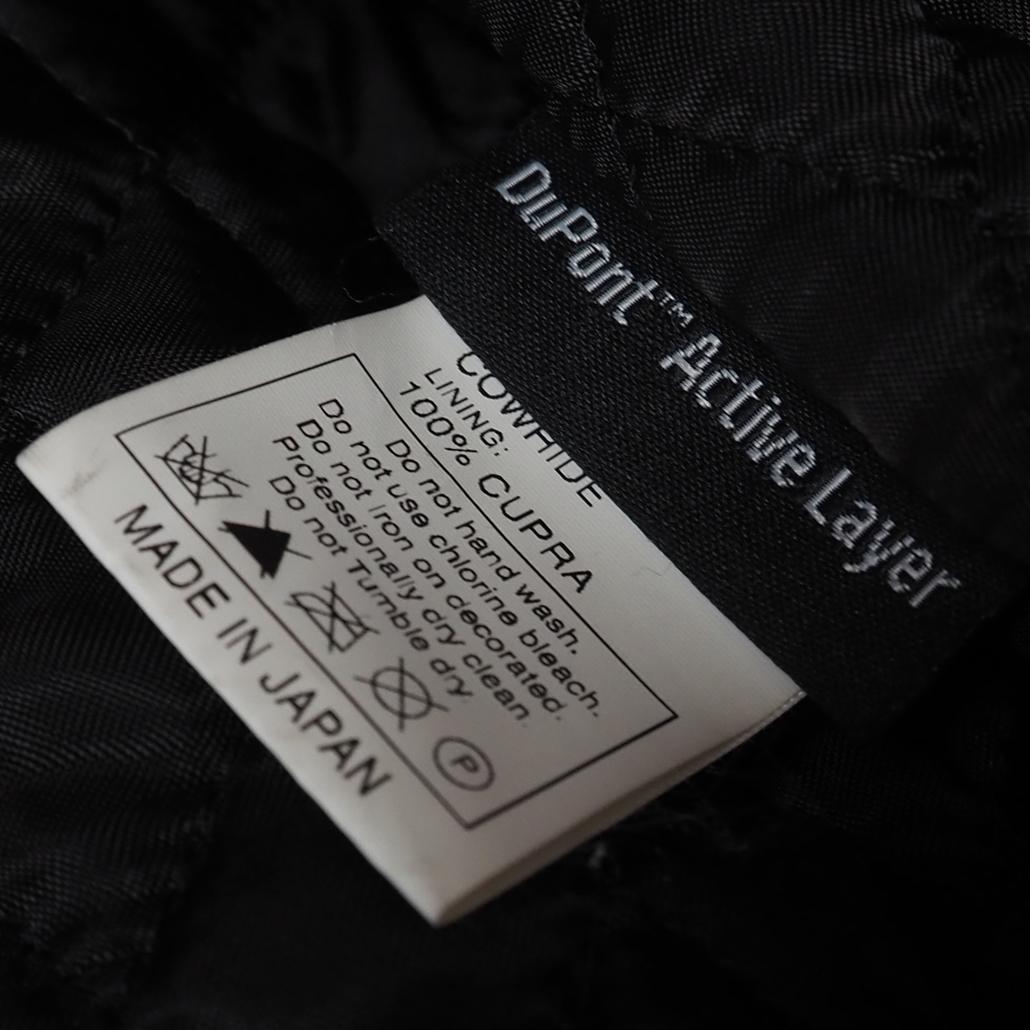 DuPont™ Active Layer
COWHIDE
LINING:
100% CUPRA
Do not hand wash.
Do not use chlorine bleach.
Do not Iron on decorated.
Professionally dry clean.
Do not Tumble dry.
P
MADE IN JAPAN